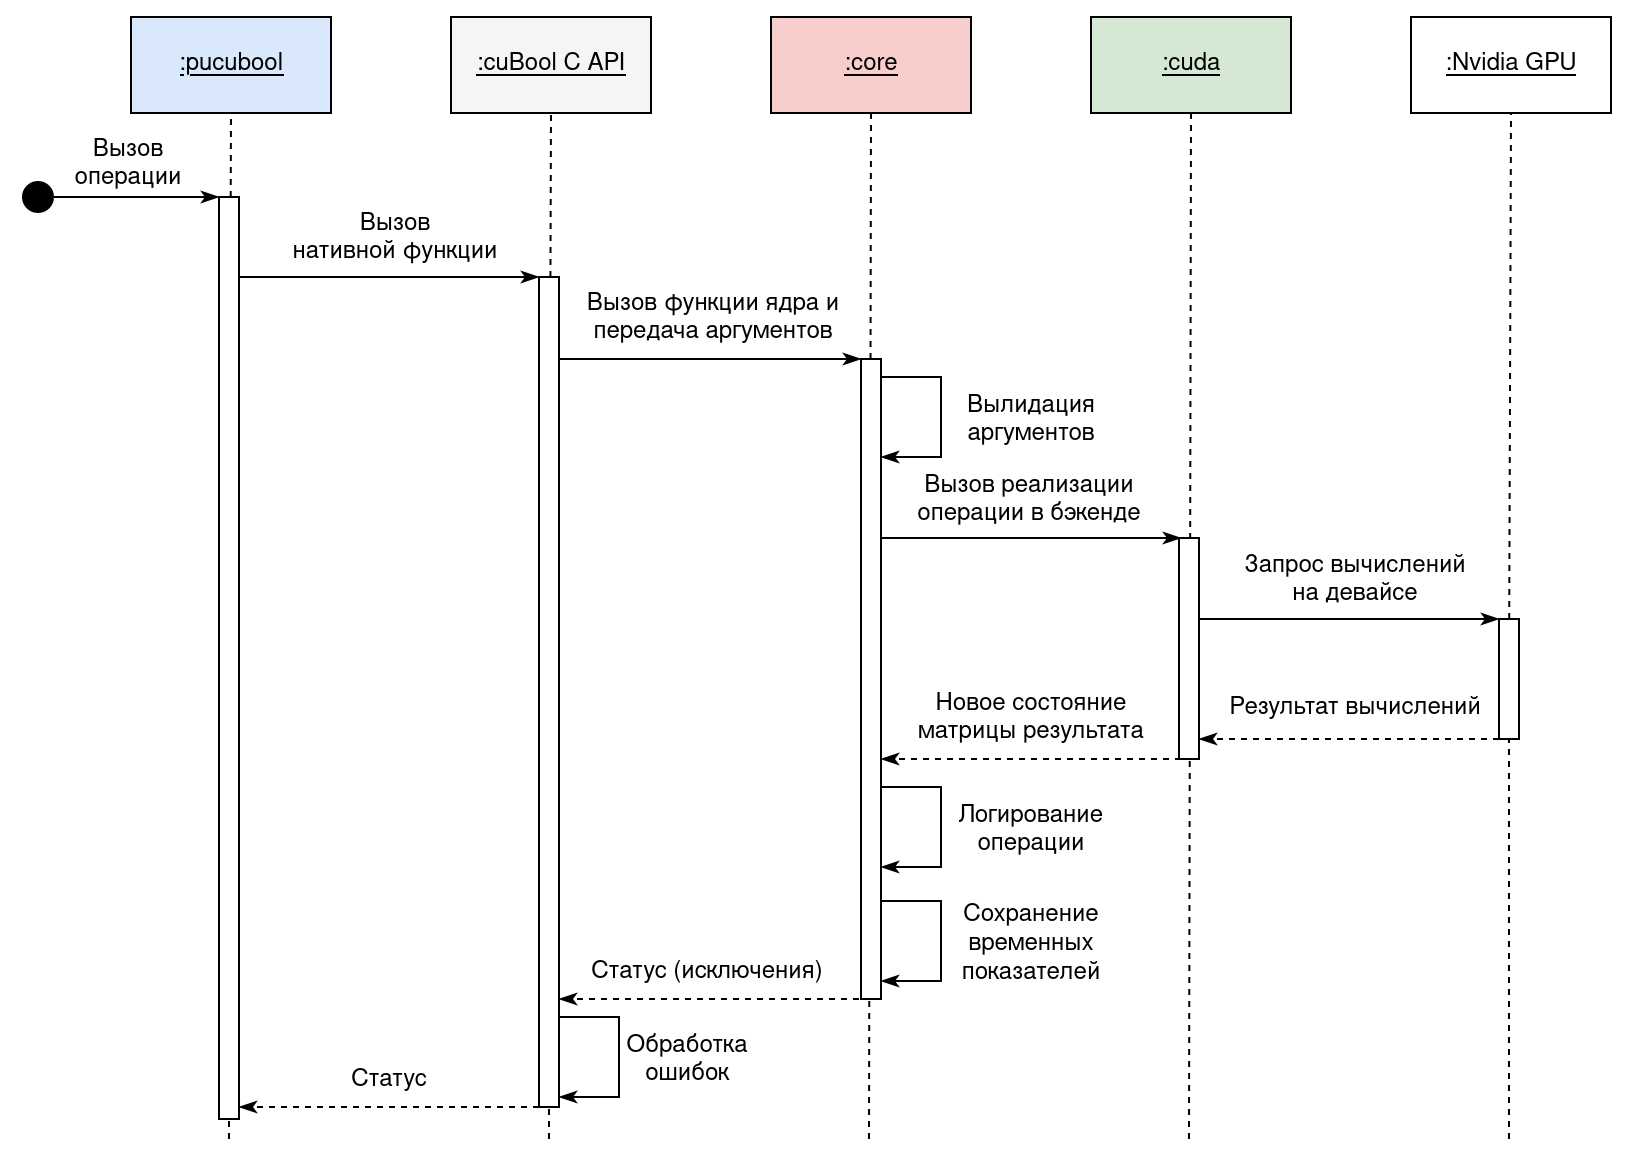 :pucubool
:cuBool C API
:core
:cuda
:Nvidia GPU
Вызов
операции
Вызов
нативной функции
Вызов функции ядра и
передача аргументов
Вылидация
аргументов
Вызов реализации
операции в бэкенде
Запрос вычислений
на девайсе
Новое состояние
матрицы результата
Результат вычислений
Логирование
операции
Сохранение
временных
показателей
Статус (исключения)
Обработка
ошибок
Статус